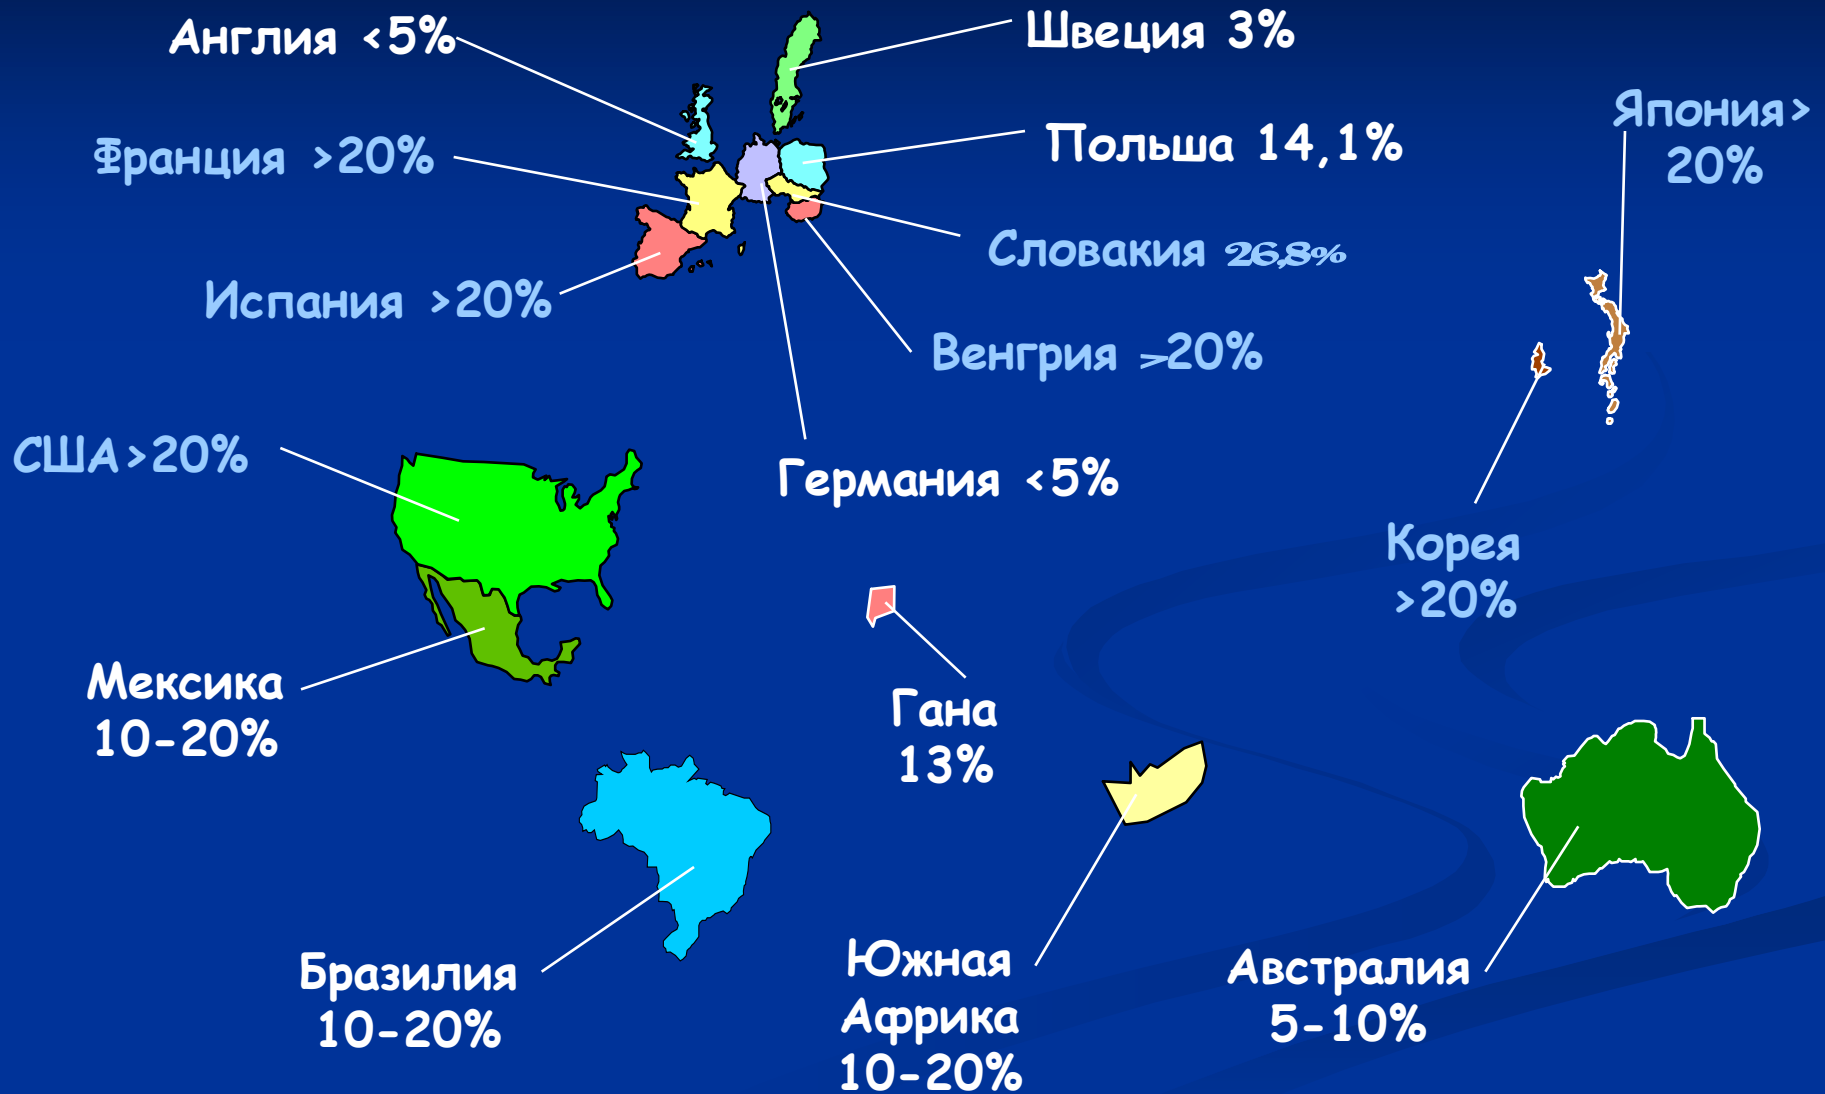 Англия <5%
Швеция 3%
Франция >20%
Польша 14,1%
Япония>
20%
Словакия 26,8%
Испания >20%
Венгрия >20%
США>20%
Германия <5%
Корея
>20%
Мексика
10-20%
Гана
13%
Бразилия
10-20%
Южная
Африка
10-20%
Австралия
5-10%